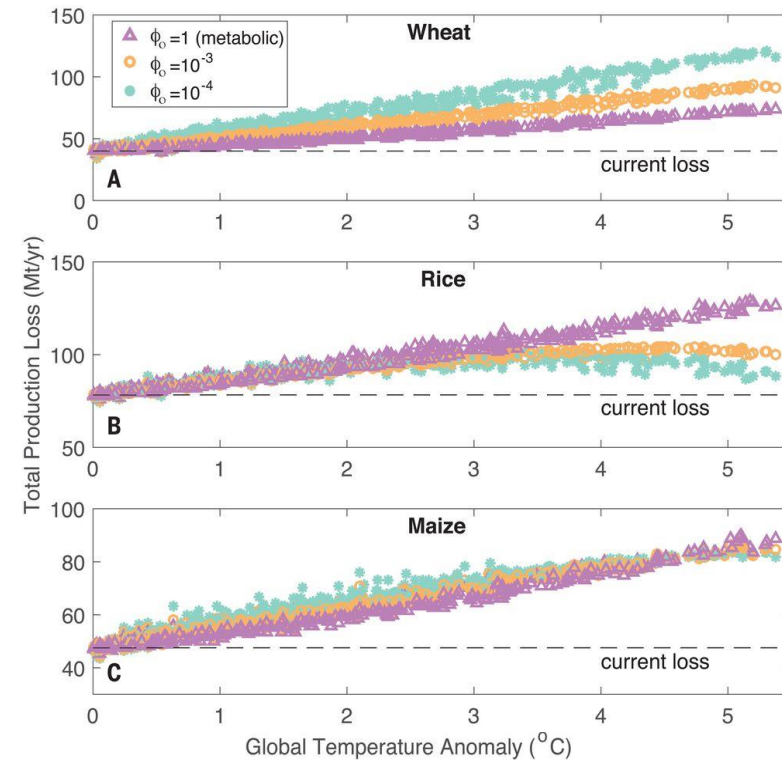 Total Production Loss (Mt/yr)
Wheat
ϕₒ=1 (metabolic)
ϕₒ=10⁻³
ϕₒ=10⁻⁴
150
100
50
0
current loss
A
0 1 2 3 4 5
Rice
150
100
50
current loss
B
0 1 2 3 4 5
Maize
100
80
60
40
current loss
C
0 1 2 3 4 5
Global Temperature Anomaly (°C)